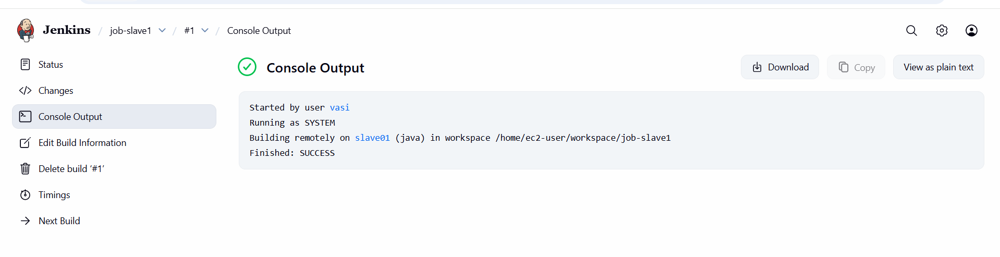 Jenkins / job-slave1 / #1 / Console Output
Status
Changes
Console Output
Edit Build Information
Delete build ‘#1’
Timings
Next Build
Console Output
Download
Copy
View as plain text
Started by user vasi
Running as SYSTEM
Building remotely on slave01 (java) in workspace /home/ec2-user/workspace/job-slave1
Finished: SUCCESS